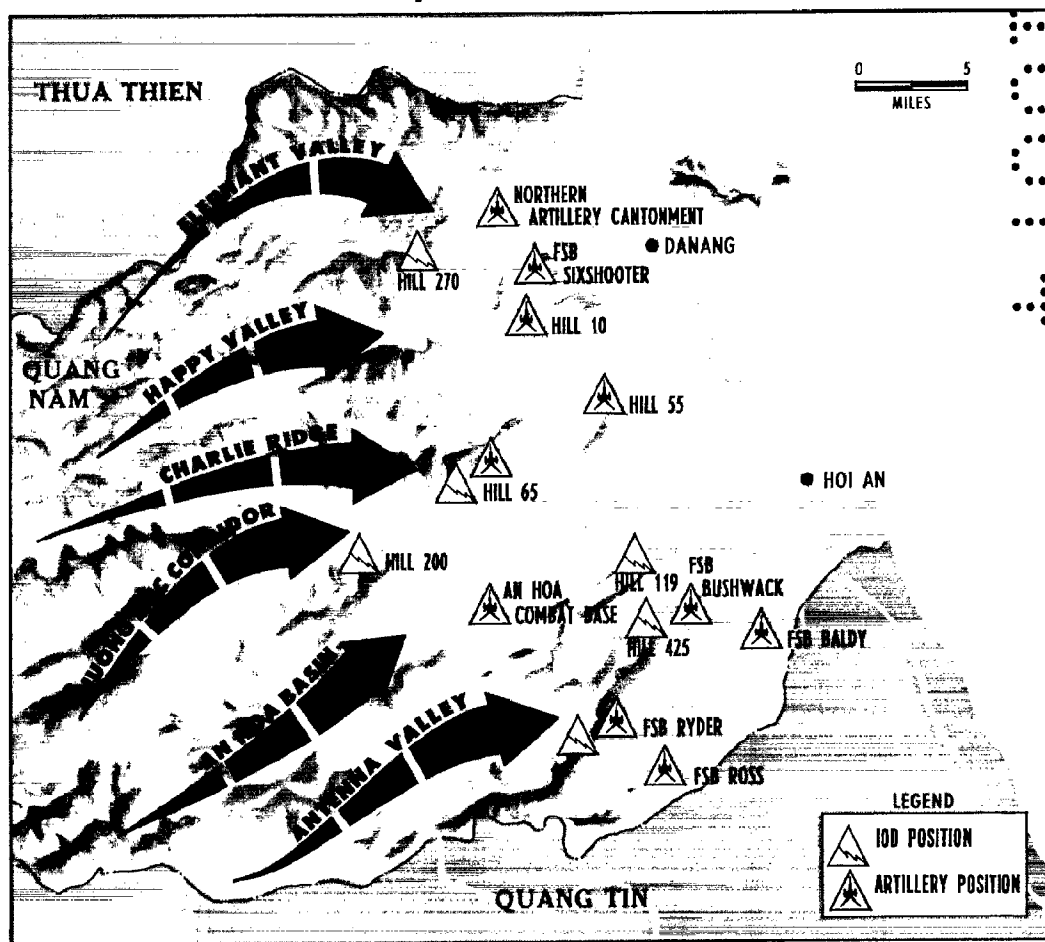 THUA THIEN
0 5
MILES
ELEPHANT VALLEY
NORTHERN
ARTILLERY CANTONMENT
DANANG
HILL 270
FSB
SIXSHOOTER
HILL 10
HAPPY VALLEY
QUANG
NAM
HILL 55
CHARLIE RIDGE
HILL 65
HOI AN
HILL 200
HILL 119
FSB
BUSHWACK
AN HOA
COMBAT BASE
HILL 425
FSB BALDY
AN HOA BASIN
ANTENNA VALLEY
FSB RYDER
FSB ROSS
LEGEND
IOD POSITION
ARTILLERY POSITION
QUANG TIN